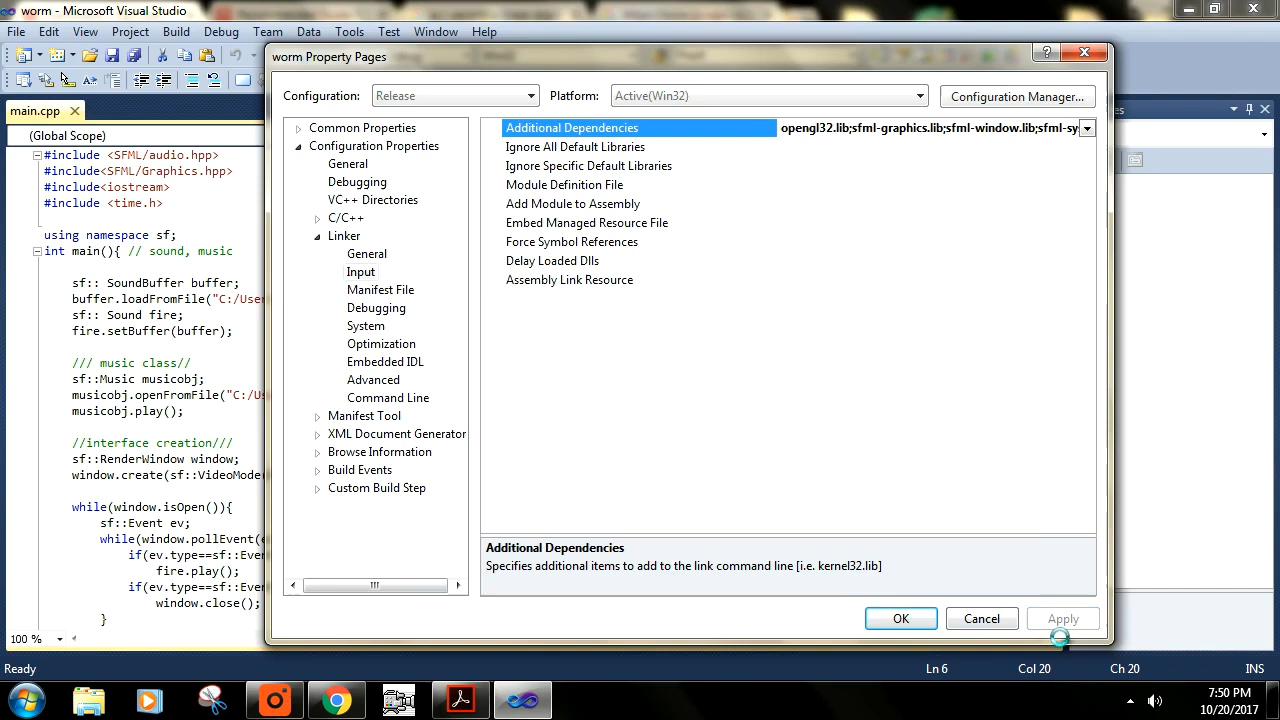 worm - Microsoft Visual Studio
File Edit View Project Build Debug Team Data Tools Test Window Help
worm Property Pages
Configuration: Release Platform: Active(Win32) Configuration Manager...
main.cpp
(Global Scope)
#include <SFML/audio.hpp>
#include<SFML/Graphics.hpp>
#include<iostream>
#include <time.h>
using namespace sf;
int main(){ // sound, music
sf:: SoundBuffer buffer;
buffer.loadFromFile("C:/User
sf:: Sound fire;
fire.setBuffer(buffer);
/// music class//
sf::Music musicobj;
musicobj.openFromFile("C:/Us
musicobj.play();
//interface creation///
sf::RenderWindow window;
window.create(sf::VideoMode
while(window.isOpen()){
sf::Event ev;
while(window.pollEvent(e
if(ev.type==sf::Even
fire.play();
if(ev.type==sf::Even
window.close();
}
100 %
Common Properties
Configuration Properties
General
Debugging
VC++ Directories
C/C++
Linker
General
Input
Manifest File
Debugging
System
Optimization
Embedded IDL
Advanced
Command Line
Manifest Tool
XML Document Generator
Browse Information
Build Events
Custom Build Step
Additional Dependencies opengl32.lib;sfml-graphics.lib;sfml-window.lib;sfml-sy
Ignore All Default Libraries
Ignore Specific Default Libraries
Module Definition File
Add Module to Assembly
Embed Managed Resource File
Force Symbol References
Delay Loaded Dlls
Assembly Link Resource
Additional Dependencies
Specifies additional items to add to the link command line [i.e. kernel32.lib]
OK Cancel Apply
Ready Ln 6 Col 20 Ch 20 INS
7:50 PM
10/20/2017